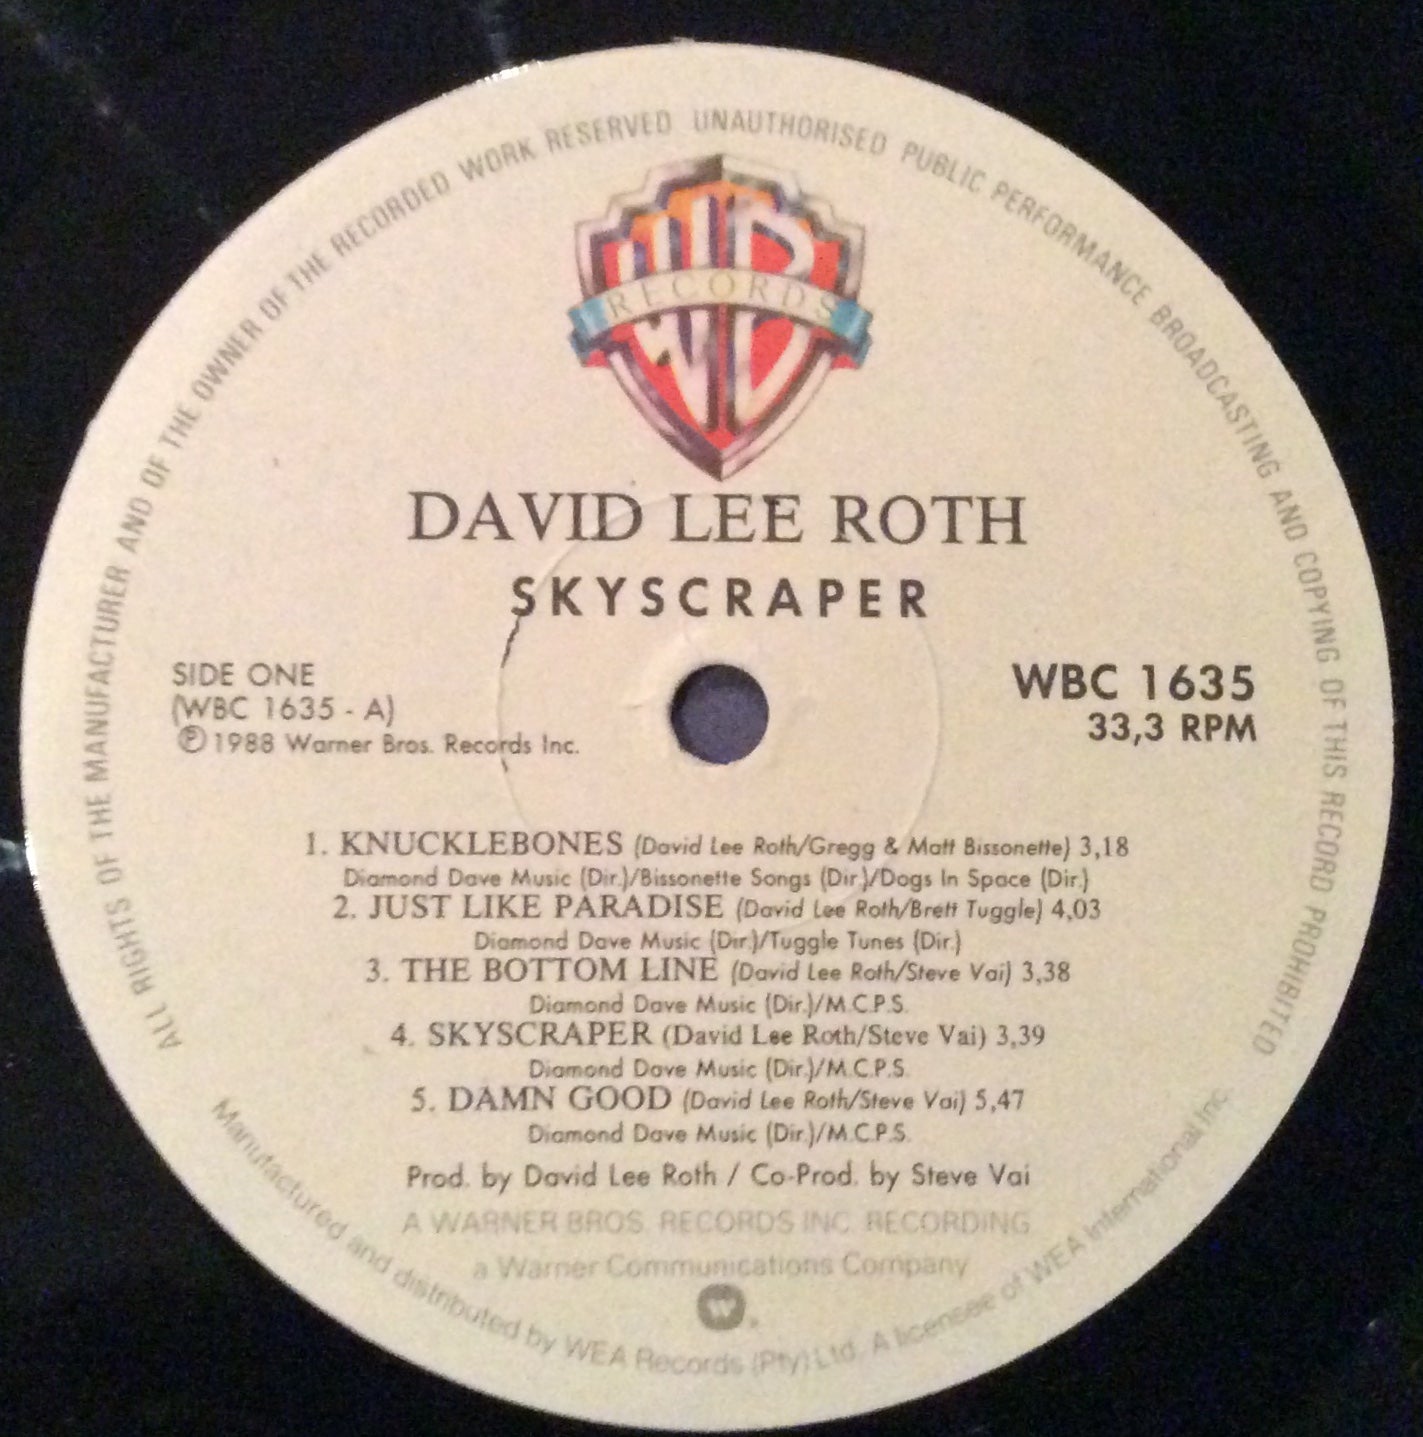 ALL RIGHTS OF THE MANUFACTURER AND OF THE OWNER OF THE RECORDED WORK RESERVED UNAUTHORISED PUBLIC PERFORMANCE BROADCASTING AND COPYING OF THIS RECORD PROHIBITED
WB
RECORDS
DAVID LEE ROTH
SKYSCRAPER
SIDE ONE
(WBC 1635 - A)
℗ 1988 Warner Bros. Records Inc.
WBC 1635
33,3 RPM
1. KNUCKLEBONES (David Lee Roth/Gregg & Matt Bissonette) 3,18
Diamond Dave Music (Dir.)/Bissonette Songs (Dir.)/Dogs In Space (Dir.)
2. JUST LIKE PARADISE (David Lee Roth/Brett Tuggle) 4,03
Diamond Dave Music (Dir.)/Tuggle Tunes (Dir.)
3. THE BOTTOM LINE (David Lee Roth/Steve Vai) 3,38
Diamond Dave Music (Dir.)/M.C.P.S.
4. SKYSCRAPER (David Lee Roth/Steve Vai) 3,39
Diamond Dave Music (Dir.)/M.C.P.S.
5. DAMN GOOD (David Lee Roth/Steve Vai) 5,47
Diamond Dave Music (Dir.)/M.C.P.S.
Prod. by David Lee Roth / Co-Prod. by Steve Vai
A WARNER BROS. RECORDS INC. RECORDING
a Warner Communications Company
W
Manufactured and distributed by WEA Records (Pty) Ltd. A licensee of WEA International Inc.